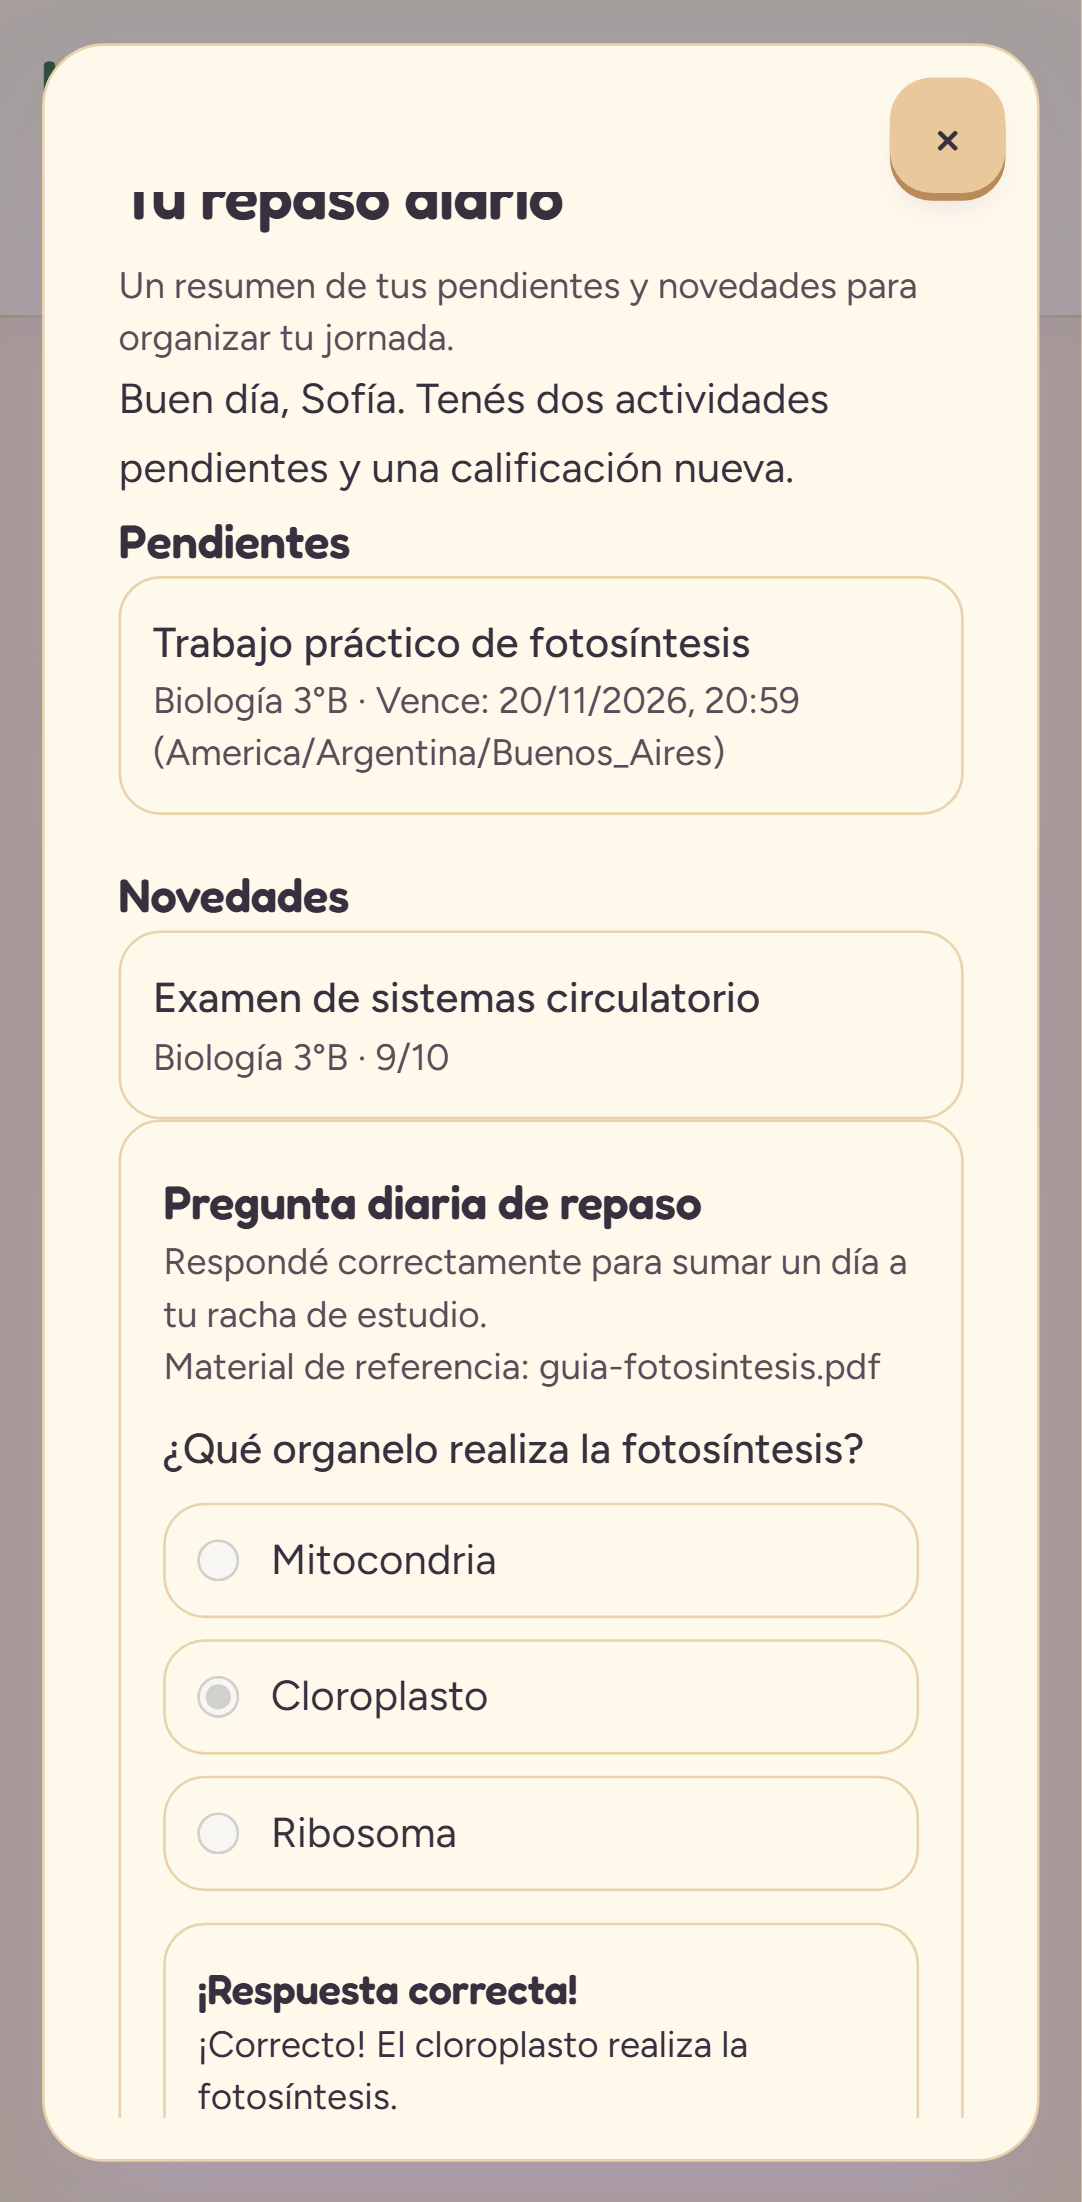 Tu repaso diario
Un resumen de tus pendientes y novedades para
organizar tu jornada.
Buen día, Sofía. Tenés dos actividades
pendientes y una calificación nueva.
Pendientes
Trabajo práctico de fotosíntesis
Biología 3°B · Vence: 20/11/2026, 20:59
(America/Argentina/Buenos_Aires)
Novedades
Examen de sistemas circulatorio
Biología 3°B · 9/10
Pregunta diaria de repaso
Respondé correctamente para sumar un día a
tu racha de estudio.
Material de referencia: guia-fotosintesis.pdf
¿Qué organelo realiza la fotosíntesis?
Mitocondria
Cloroplasto
Ribosoma
¡Respuesta correcta!
¡Correcto! El cloroplasto realiza la
fotosíntesis.